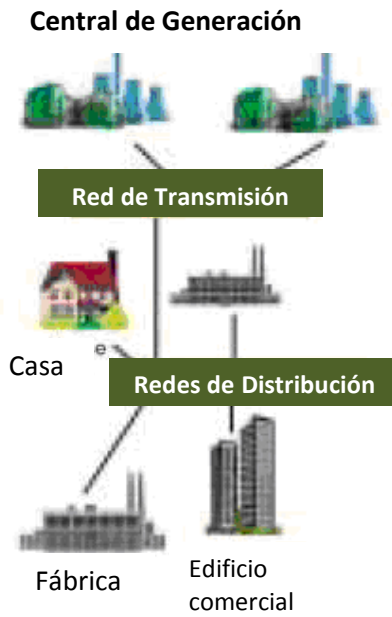 Central de Generación
Red de Transmisión
e
Casa
Redes de Distribución
Fábrica
Edificio
comercial